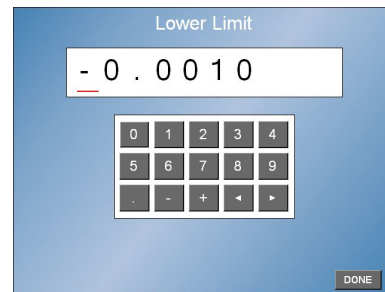 Lower Limit
- 0 . 0 0 1 0
0 1 2 3 4
5 6 7 8 9
. - + ◄ ►
DONE